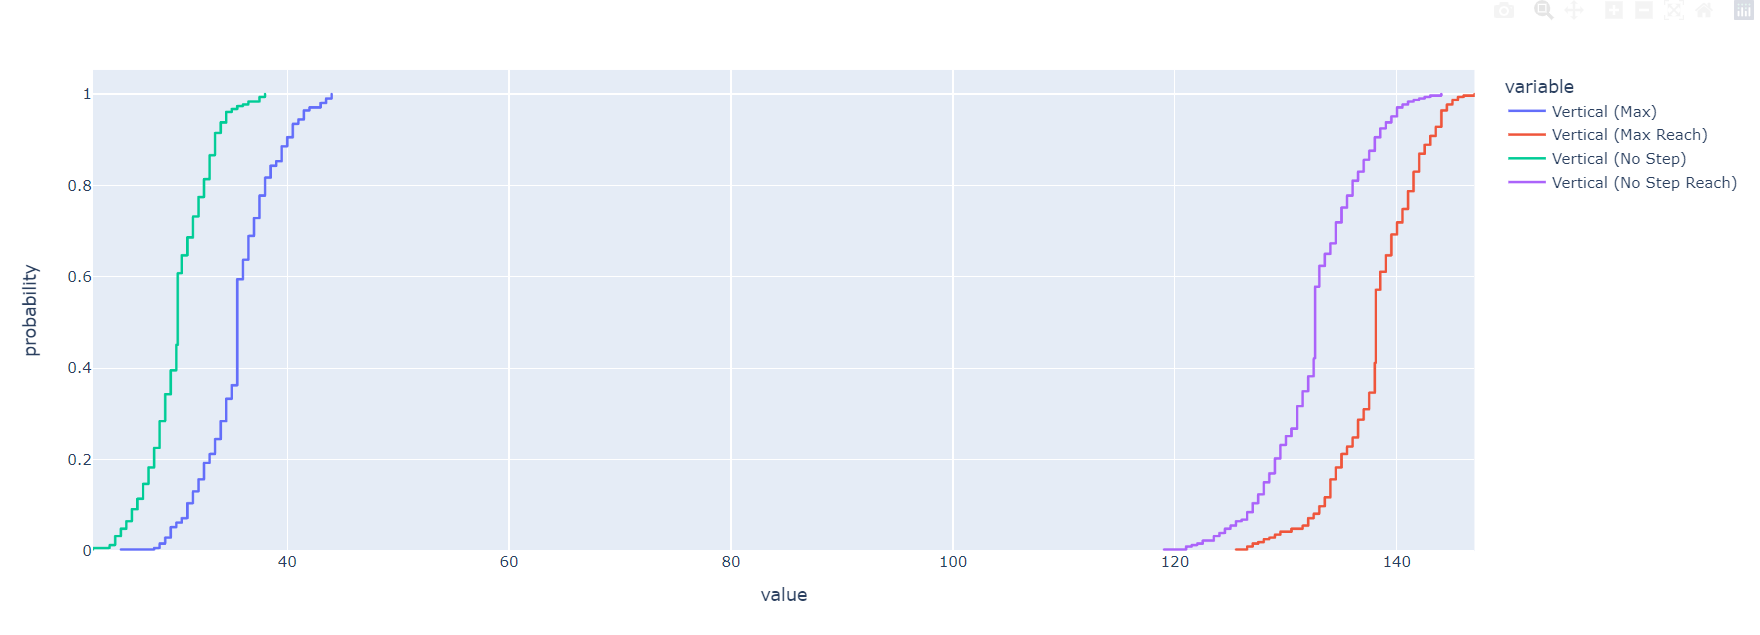 variable
Vertical (Max)
Vertical (Max Reach)
Vertical (No Step)
Vertical (No Step Reach)
probability
1
0.8
0.6
0.4
0.2
0
40
60
80
100
120
140
value